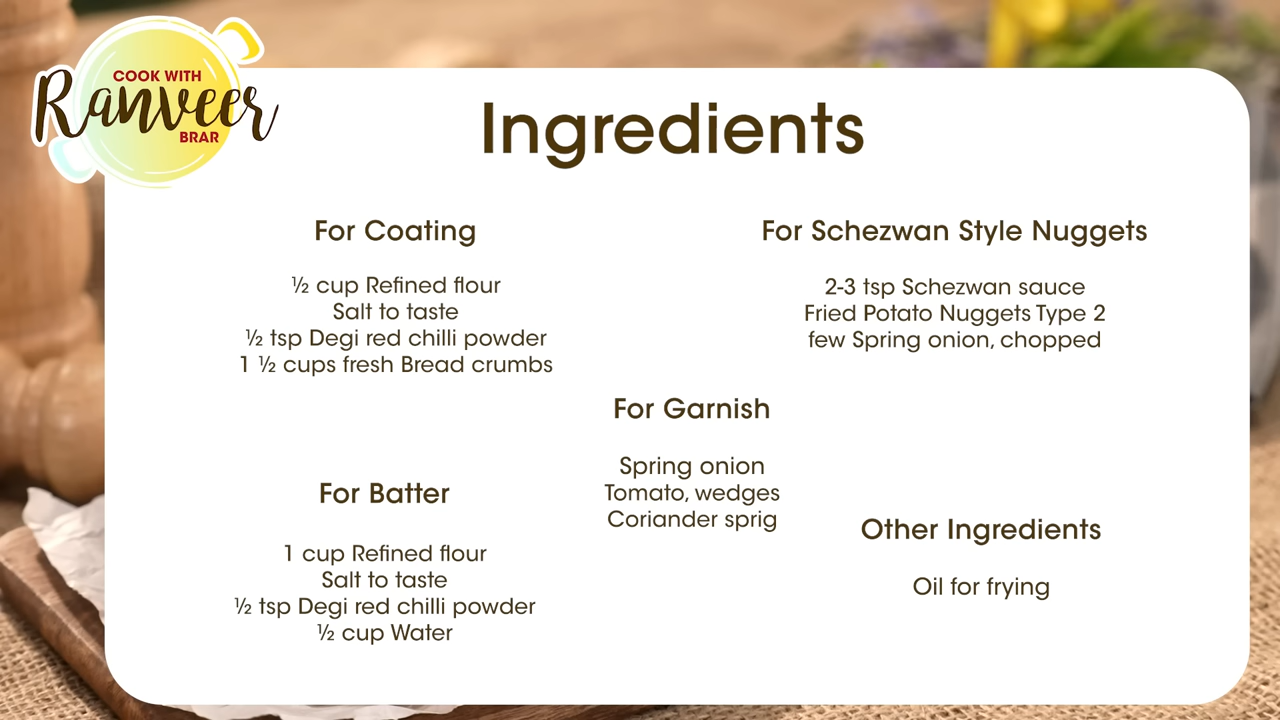 COOK WITH
Ranveer
BRAR
Ingredients
For Coating
½ cup Refined flour
Salt to taste
½ tsp Degi red chilli powder
1 ½ cups fresh Bread crumbs
For Schezwan Style Nuggets
2-3 tsp Schezwan sauce
Fried Potato Nuggets Type 2
few Spring onion, chopped
For Garnish
Spring onion
Tomato, wedges
Coriander sprig
For Batter
1 cup Refined flour
Salt to taste
½ tsp Degi red chilli powder
½ cup Water
Other Ingredients
Oil for frying